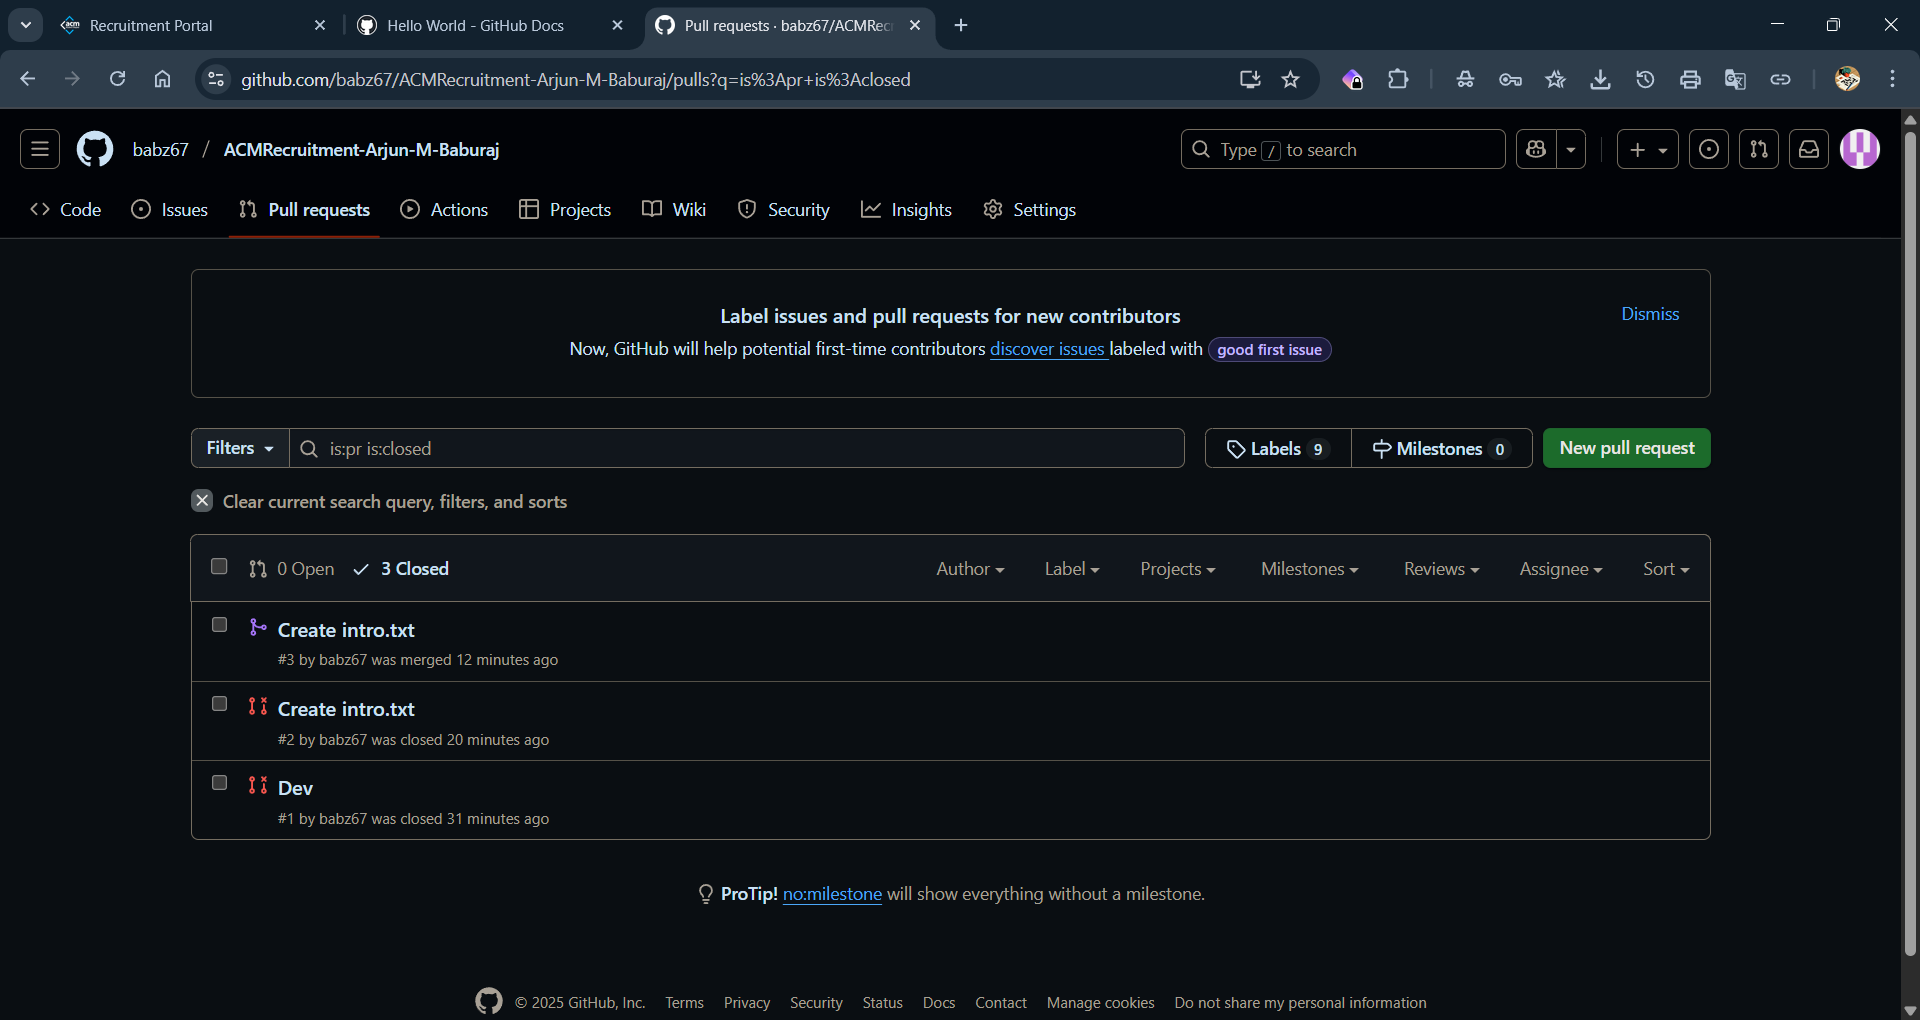 Recruitment Portal
Hello World - GitHub Docs
Pull requests · babz67/ACMRec
github.com/babz67/ACMRecruitment-Arjun-M-Baburaj/pulls?q=is%3Apr+is%3Aclosed
babz67 / ACMRecruitment-Arjun-M-Baburaj
Type / to search
Code Issues Pull requests Actions Projects Wiki Security Insights Settings
Label issues and pull requests for new contributors
Dismiss
Now, GitHub will help potential first-time contributors discover issues labeled with good first issue
Filters is:pr is:closed Labels 9 Milestones 0 New pull request
Clear current search query, filters, and sorts
0 Open 3 Closed Author Label Projects Milestones Reviews Assignee Sort
Create intro.txt
#3 by babz67 was merged 12 minutes ago
Create intro.txt
#2 by babz67 was closed 20 minutes ago
Dev
#1 by babz67 was closed 31 minutes ago
ProTip! no:milestone will show everything without a milestone.
© 2025 GitHub, Inc. Terms Privacy Security Status Docs Contact Manage cookies Do not share my personal information